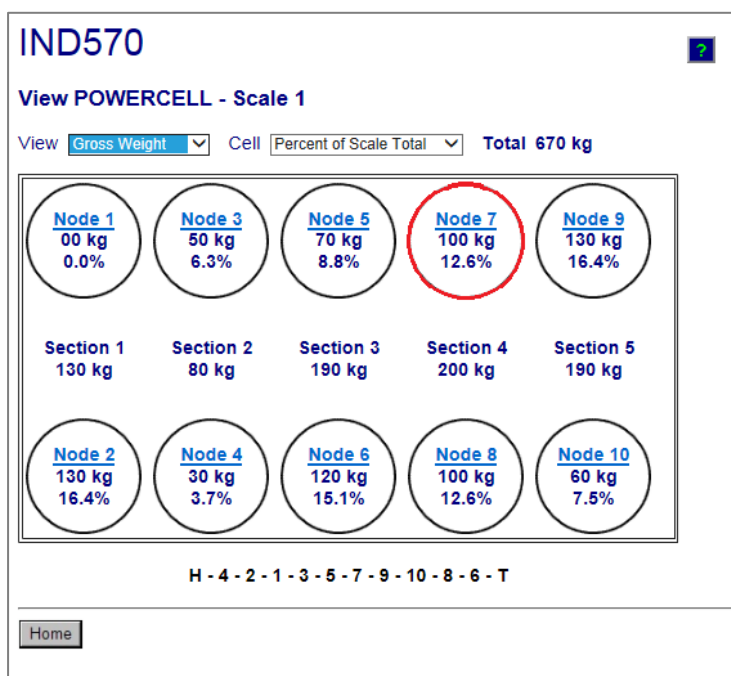 IND570
?
View POWERCELL - Scale 1
View Gross Weight Cell Percent of Scale Total Total 670 kg
Node 1 Node 3 Node 5 Node 7 Node 9
00 kg 50 kg 70 kg 100 kg 130 kg
0.0% 6.3% 8.8% 12.6% 16.4%
Section 1 Section 2 Section 3 Section 4 Section 5
130 kg 80 kg 190 kg 200 kg 190 kg
Node 2 Node 4 Node 6 Node 8 Node 10
130 kg 30 kg 120 kg 100 kg 60 kg
16.4% 3.7% 15.1% 12.6% 7.5%
H - 4 - 2 - 1 - 3 - 5 - 7 - 9 - 10 - 8 - 6 - T
Home